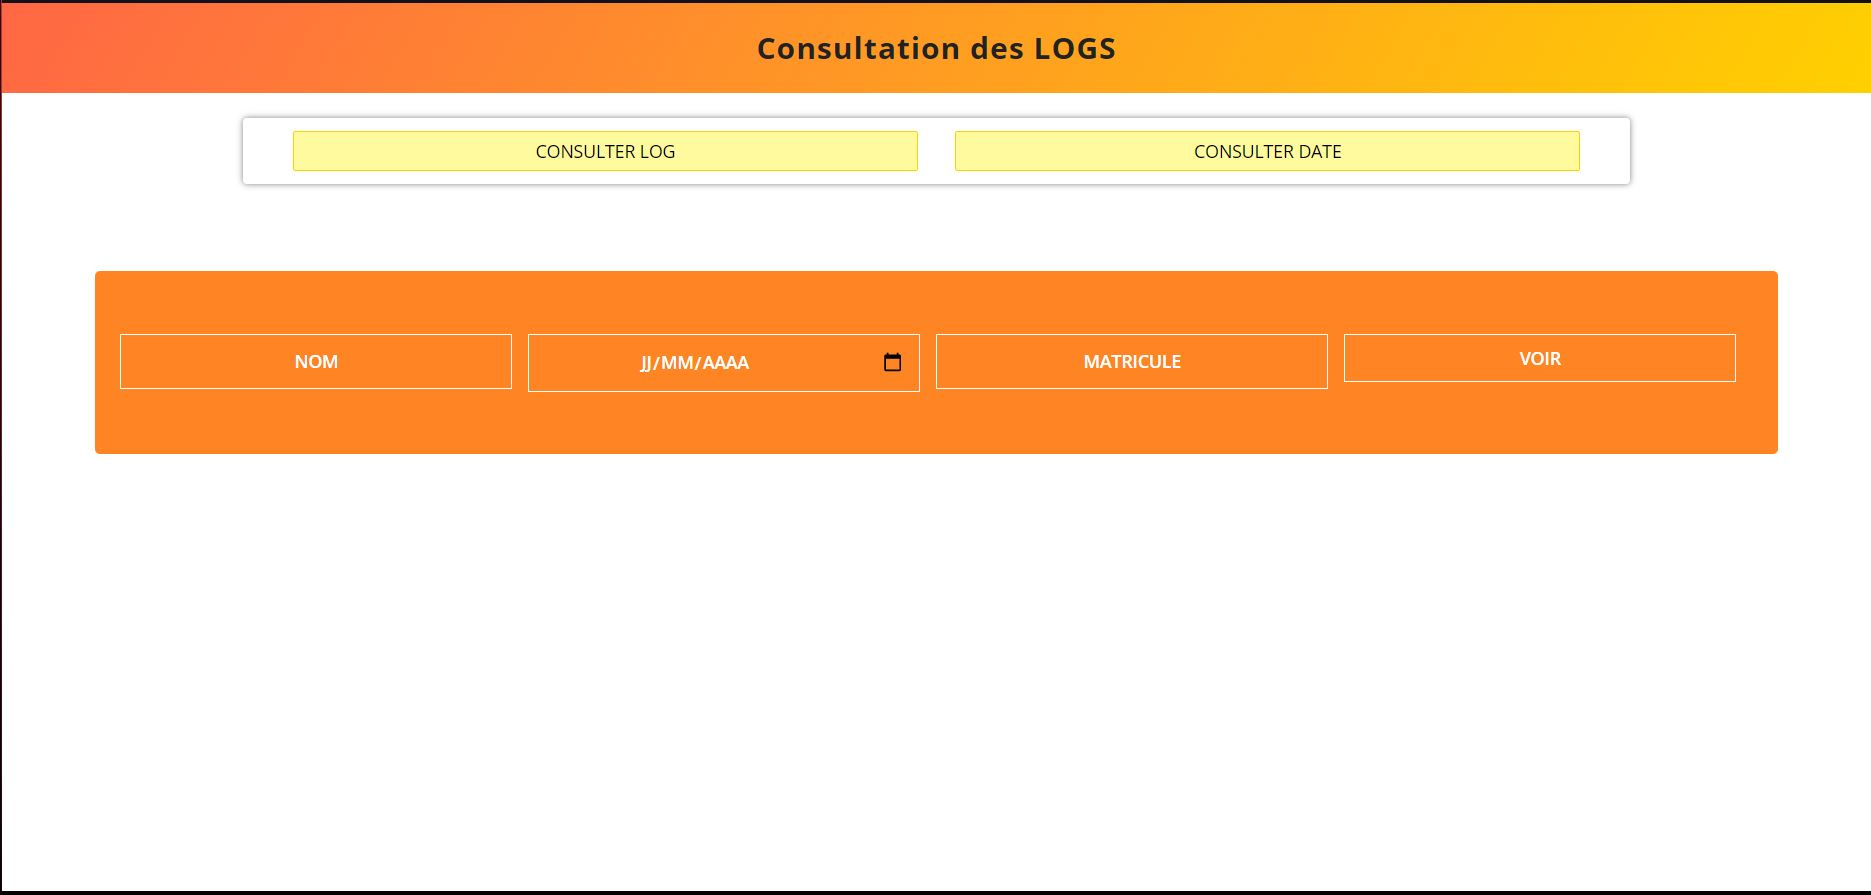 Consultation des LOGS
CONSULTER LOG
CONSULTER DATE
NOM
JJ/MM/AAAA
MATRICULE
VOIR